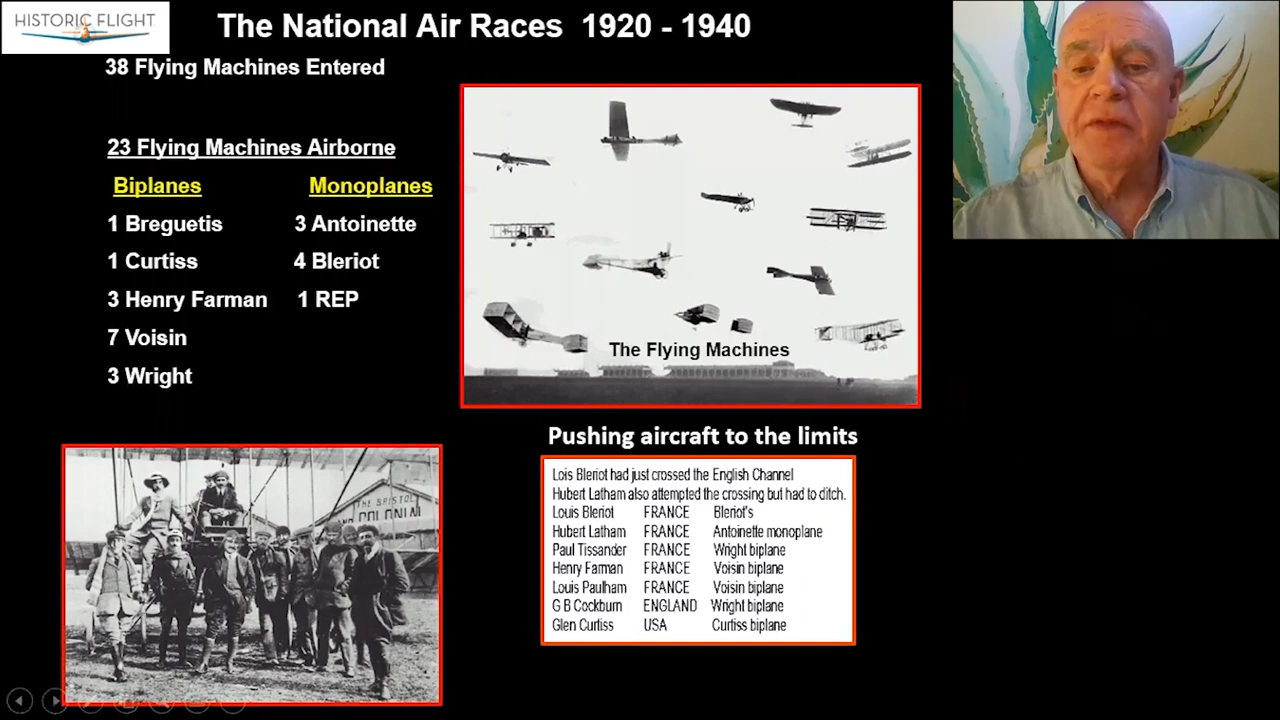 HISTORIC FLIGHT
The National Air Races 1920 - 1940
38 Flying Machines Entered
23 Flying Machines Airborne
Biplanes Monoplanes
1 Breguetis 3 Antoinette
1 Curtiss 4 Bleriot
3 Henry Farman 1 REP
7 Voisin
3 Wright
The Flying Machines
Pushing aircraft to the limits
Lois Bleriot had just crossed the English Channel
Hubert Latham also attempted the crossing but had to ditch.
Louis Bleriot FRANCE Bleriot's
Hubert Latham FRANCE Antoinette monoplane
Paul Tissander FRANCE Wright biplane
Henry Farman FRANCE Voisin biplane
Louis Paulham FRANCE Voisin biplane
G B Cockburn ENGLAND Wright biplane
Glen Curtiss USA Curtiss biplane
THE BRISTOL
COLONIAL